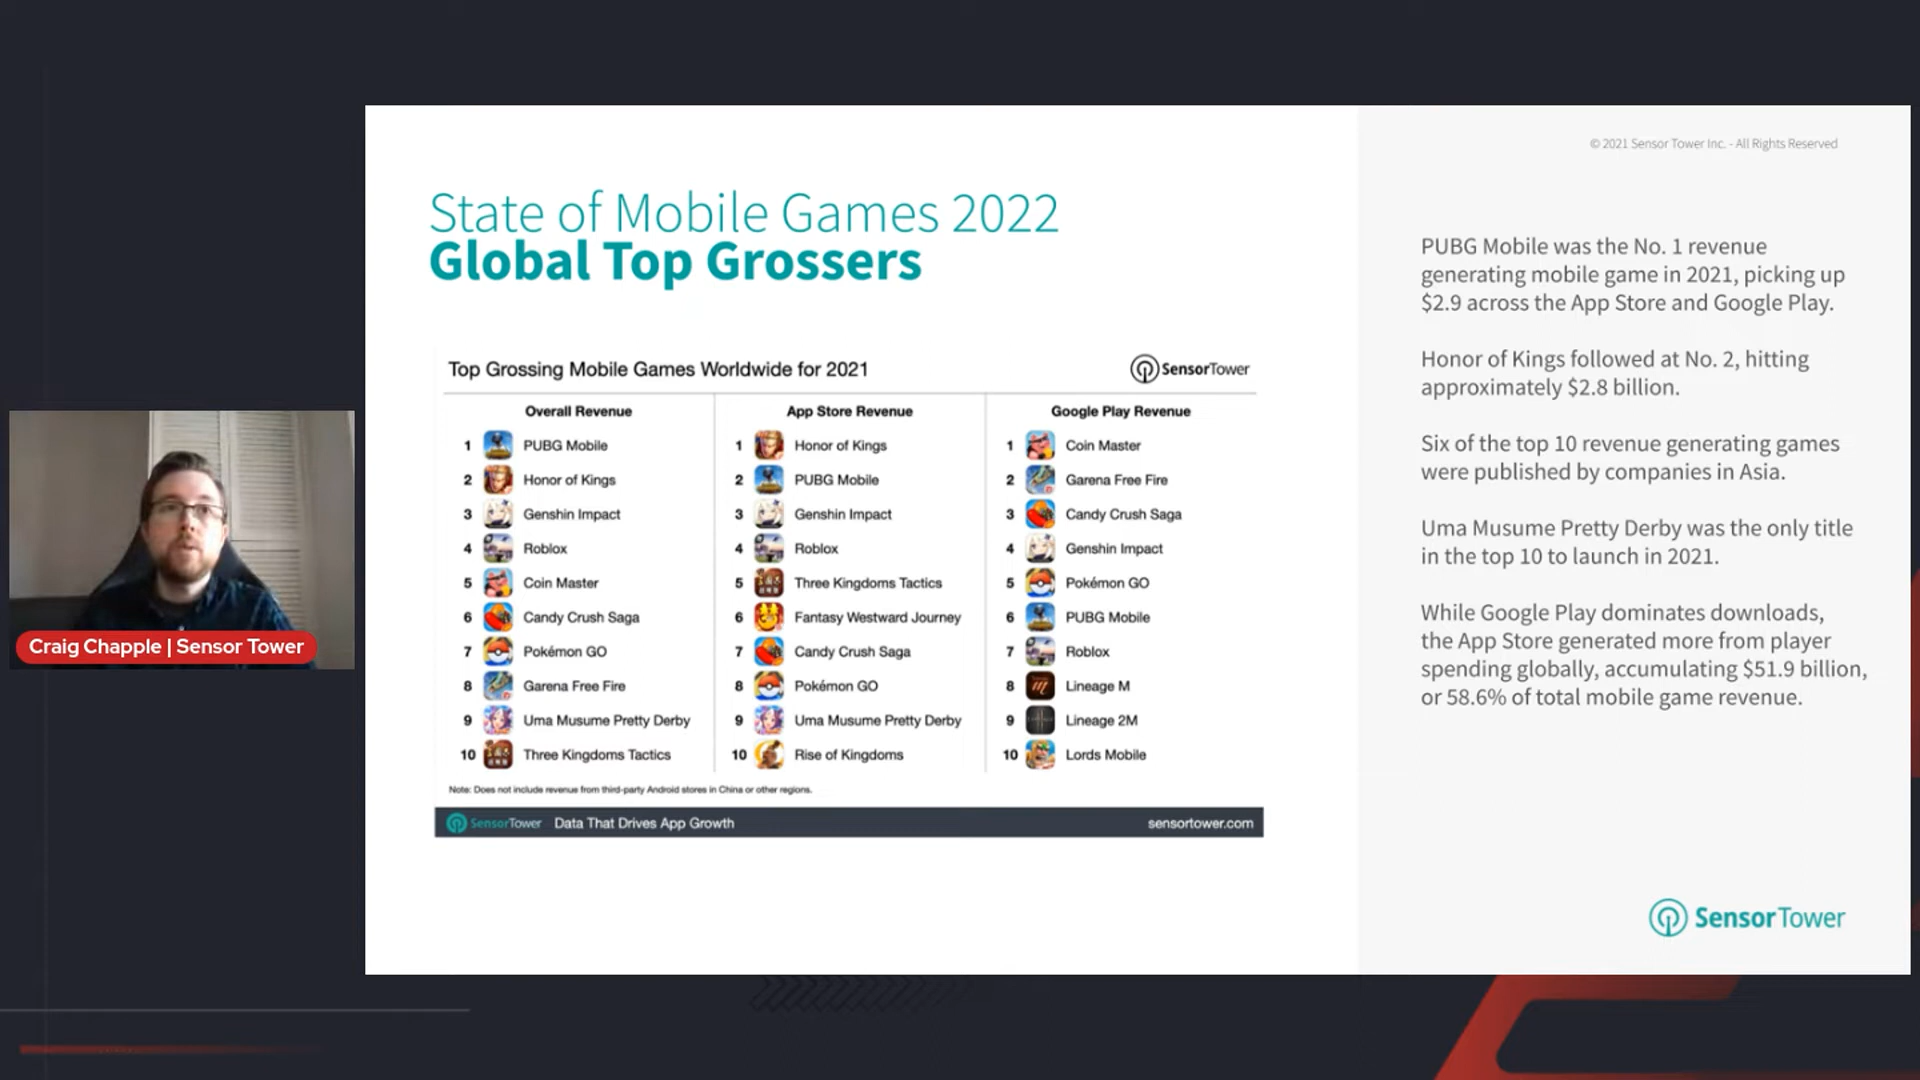 © 2021 Sensor Tower Inc. - All Rights Reserved
State of Mobile Games 2022
Global Top Grossers
Top Grossing Mobile Games Worldwide for 2021
SensorTower
Overall Revenue
1 PUBG Mobile
2 Honor of Kings
3 Genshin Impact
4 Roblox
5 Coin Master
6 Candy Crush Saga
7 Pokémon GO
8 Garena Free Fire
9 Uma Musume Pretty Derby
10 Three Kingdoms Tactics
App Store Revenue
1 Honor of Kings
2 PUBG Mobile
3 Genshin Impact
4 Roblox
5 Three Kingdoms Tactics
6 Fantasy Westward Journey
7 Candy Crush Saga
8 Pokémon GO
9 Uma Musume Pretty Derby
10 Rise of Kingdoms
Google Play Revenue
1 Coin Master
2 Garena Free Fire
3 Candy Crush Saga
4 Genshin Impact
5 Pokémon GO
6 PUBG Mobile
7 Roblox
8 Lineage M
9 Lineage 2M
10 Lords Mobile
Note: Does not include revenue from third-party Android stores in China or other regions.
SensorTower Data That Drives App Growth
sensortower.com
PUBG Mobile was the No. 1 revenue
generating mobile game in 2021, picking up
$2.9 across the App Store and Google Play.
Honor of Kings followed at No. 2, hitting
approximately $2.8 billion.
Six of the top 10 revenue generating games
were published by companies in Asia.
Uma Musume Pretty Derby was the only title
in the top 10 to launch in 2021.
While Google Play dominates downloads,
the App Store generated more from player
spending globally, accumulating $51.9 billion,
or 58.6% of total mobile game revenue.
SensorTower
Craig Chapple | Sensor Tower